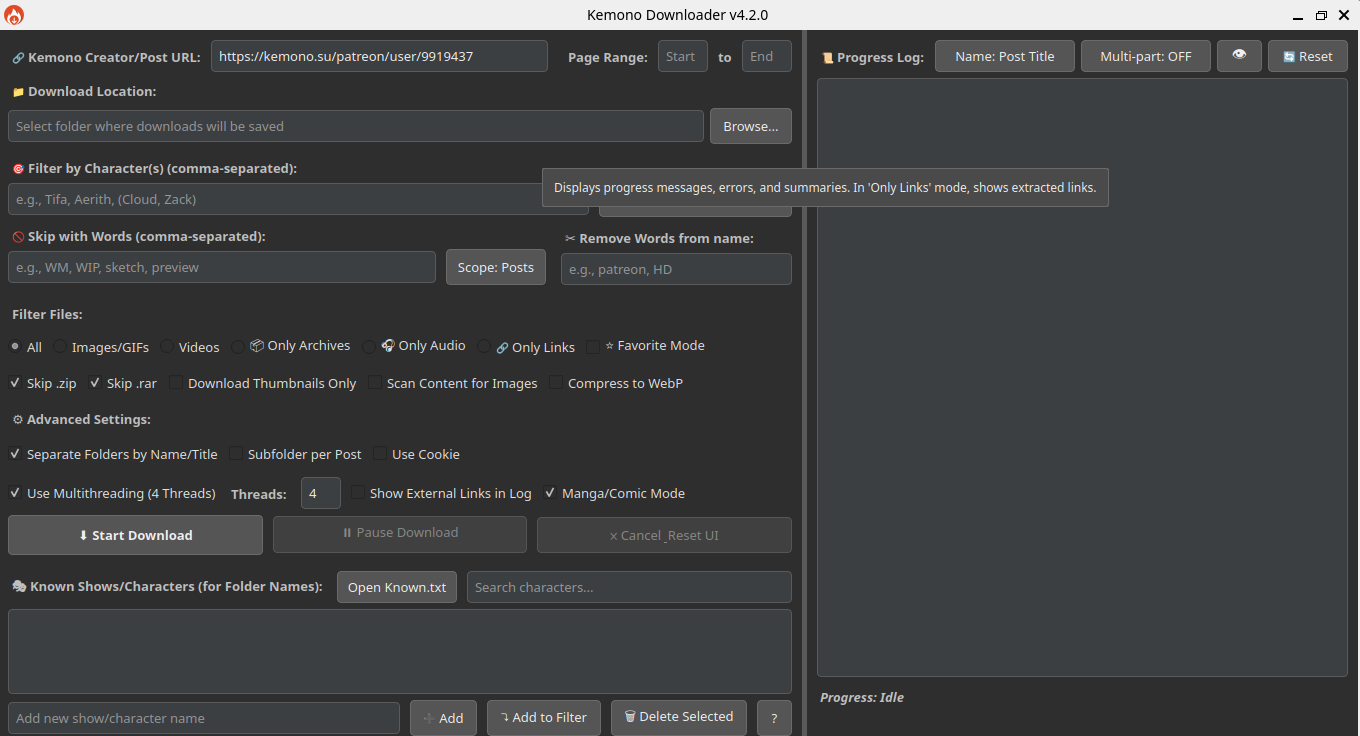 Kemono Downloader v4.2.0
🔗 Kemono Creator/Post URL: https://kemono.su/patreon/user/9919437 Page Range: Start to End
📁 Download Location:
Select folder where downloads will be saved Browse...
🎯 Filter by Character(s) (comma-separated):
e.g., Tifa, Aerith, (Cloud, Zack)
🚫 Skip with Words (comma-separated):
✂ Remove Words from name:
e.g., WM, WIP, sketch, preview Scope: Posts e.g., patreon, HD
Filter Files:
All Images/GIFs Videos 📦 Only Archives 🎧 Only Audio 🔗 Only Links ⭐ Favorite Mode
Skip .zip Skip .rar Download Thumbnails Only Scan Content for Images Compress to WebP
⚙ Advanced Settings:
Separate Folders by Name/Title Subfolder per Post Use Cookie
Use Multithreading (4 Threads) Threads: 4 Show External Links in Log Manga/Comic Mode
⬇ Start Download ⏸ Pause Download ✕ Cancel _Reset UI
🎭 Known Shows/Characters (for Folder Names): Open Known.txt Search characters...
Add new show/character name ➕ Add ⤵ Add to Filter 🗑 Delete Selected ?
📜 Progress Log: Name: Post Title Multi-part: OFF 👁 🔄 Reset
Displays progress messages, errors, and summaries. In 'Only Links' mode, shows extracted links.
Progress: Idle